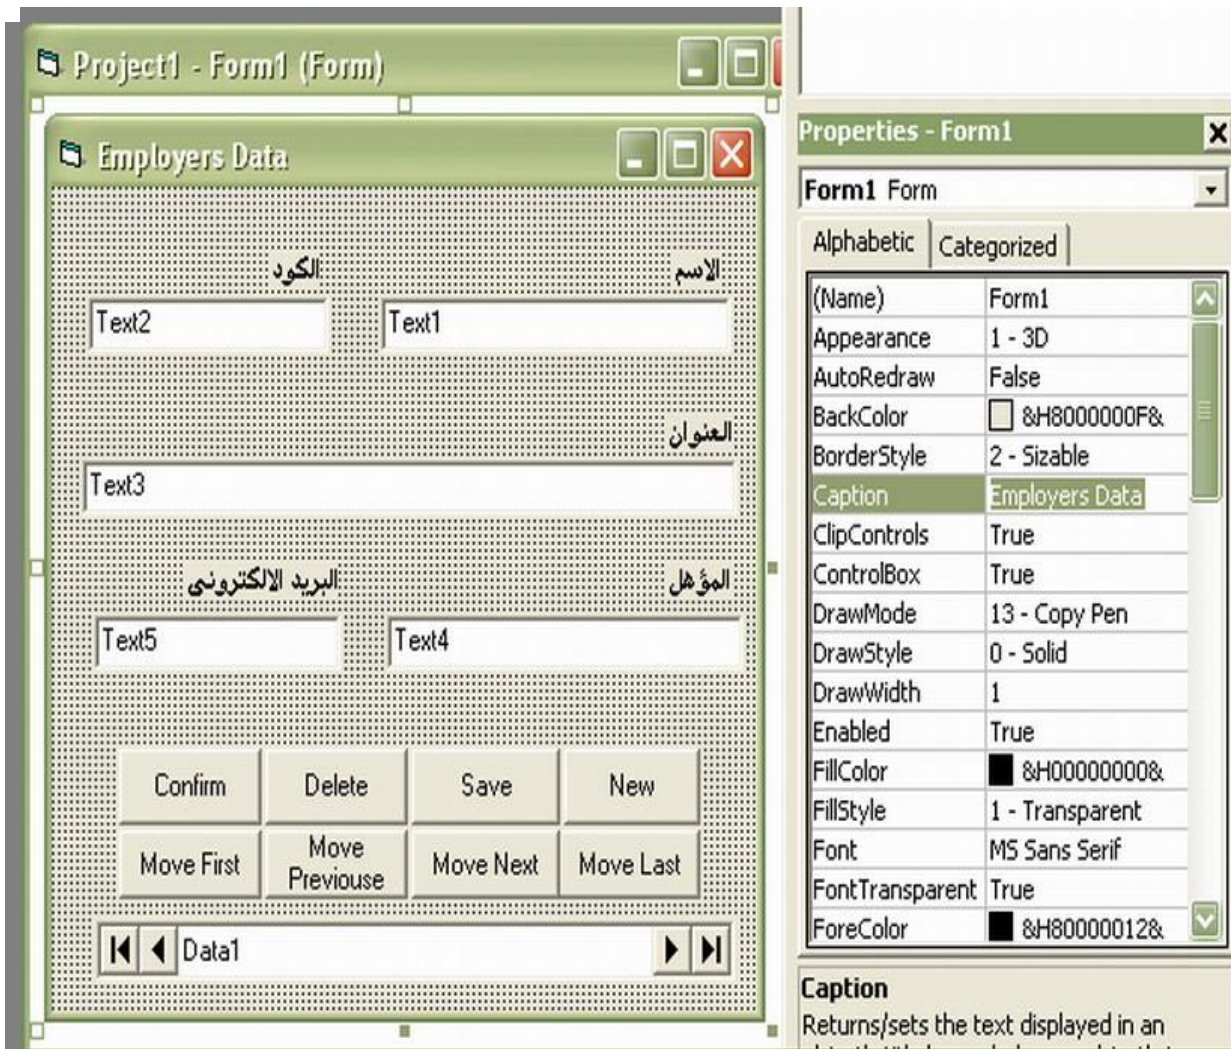 Project1 - Form1 (Form)
Employers Data
الاسم
الكود
Text2
Text1
العنوان
Text3
المؤهل
البريد الالكترونى
Text5
Text4
Confirm
Delete
Save
New
Move First
Move
Previouse
Move Next
Move Last
Data1
Properties - Form1
Form1 Form
Alphabetic
Categorized
(Name) Form1
Appearance 1 - 3D
AutoRedraw False
BackColor &H8000000F&
BorderStyle 2 - Sizable
Caption Employers Data
ClipControls True
ControlBox True
DrawMode 13 - Copy Pen
DrawStyle 0 - Solid
DrawWidth 1
Enabled True
FillColor &H00000000&
FillStyle 1 - Transparent
Font MS Sans Serif
FontTransparent True
ForeColor &H80000012&
Caption
Returns/sets the text displayed in an